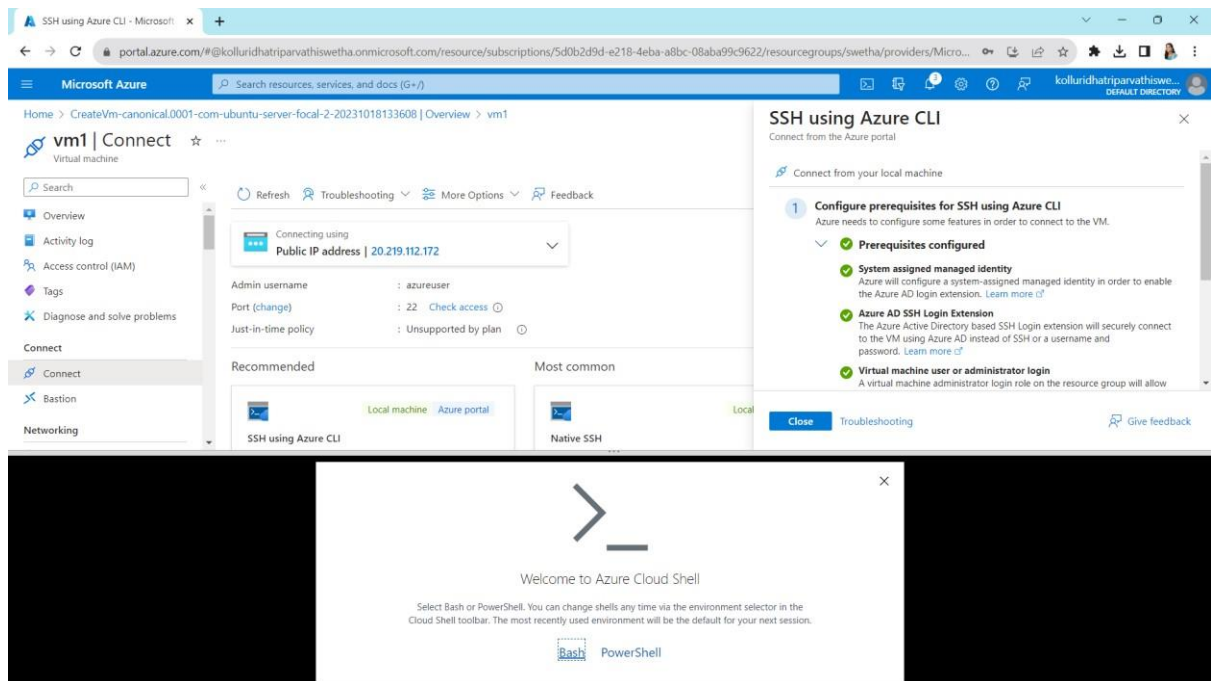 SSH using Azure CLI - Microsoft
portal.azure.com/#@kolluridhatriparvathiswetha.onmicrosoft.com/resource/subscriptions/5d0b2d9d-e218-4eba-a8bc-08aba99c9622/resourcegroups/swetha/providers/Micro...
Microsoft Azure
Search resources, services, and docs (G+/)
3
kolluridhatriparvathiswe...
DEFAULT DIRECTORY
Home > CreateVm-canonical.0001-com-ubuntu-server-focal-2-20231018133608 | Overview > vm1
vm1 | Connect
Virtual machine
Search
Overview
Activity log
Access control (IAM)
Tags
Diagnose and solve problems
Connect
Connect
Bastion
Networking
Refresh Troubleshooting More Options Feedback
Connecting using
Public IP address | 20.219.112.172
Admin username : azureuser
Port (change) : 22 Check access
Just-in-time policy : Unsupported by plan
Recommended
Local machine Azure portal
SSH using Azure CLI
Most common
Local
Native SSH
SSH using Azure CLI
Connect from the Azure portal
Connect from your local machine
1 Configure prerequisites for SSH using Azure CLI
Azure needs to configure some features in order to connect to the VM.
Prerequisites configured
System assigned managed identity
Azure will configure a system-assigned managed identity in order to enable
the Azure AD login extension. Learn more
Azure AD SSH Login Extension
The Azure Active Directory based SSH Login extension will securely connect
to the VM using Azure AD instead of SSH or a username and
password. Learn more
Virtual machine user or administrator login
A virtual machine administrator login role on the resource group will allow
Close Troubleshooting Give feedback
Welcome to Azure Cloud Shell
Select Bash or PowerShell. You can change shells any time via the environment selector in the
Cloud Shell toolbar. The most recently used environment will be the default for your next session.
Bash PowerShell